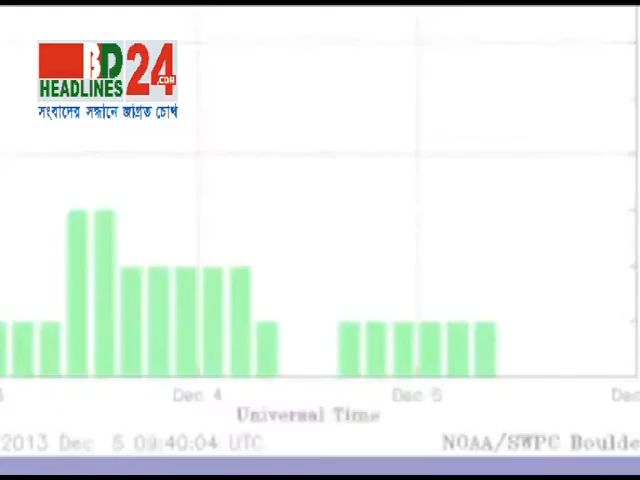 BD
HEADLINES 24 .COM
সংবাদের সন্ধানে জাগ্রত চোখ
Dec 4
Dec 5
Universal Time
2013 Dec 5 09:40:04 UTC
NOAA/SWPC Boulde